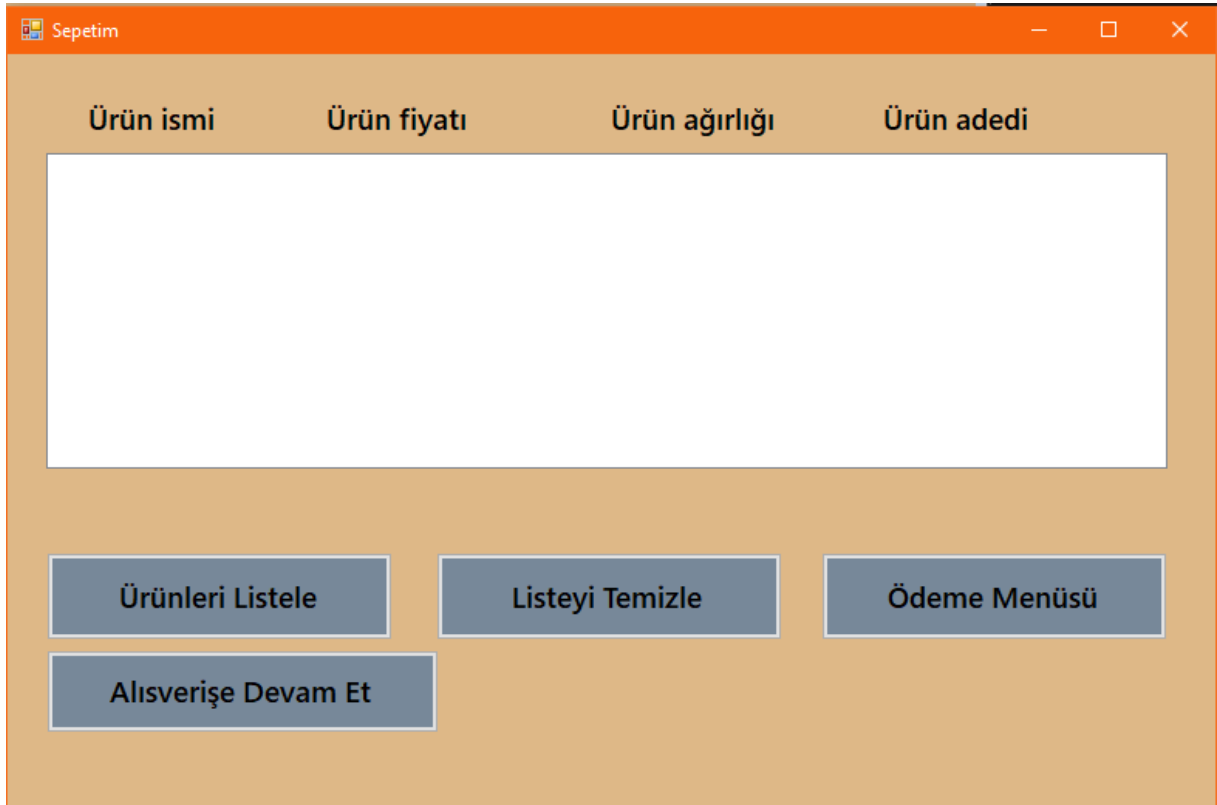 Sepetim
Ürün ismi Ürün fiyatı Ürün ağırlığı Ürün adedi
Ürünleri Listele Listeyi Temizle Ödeme Menüsü
Alısverişe Devam Et